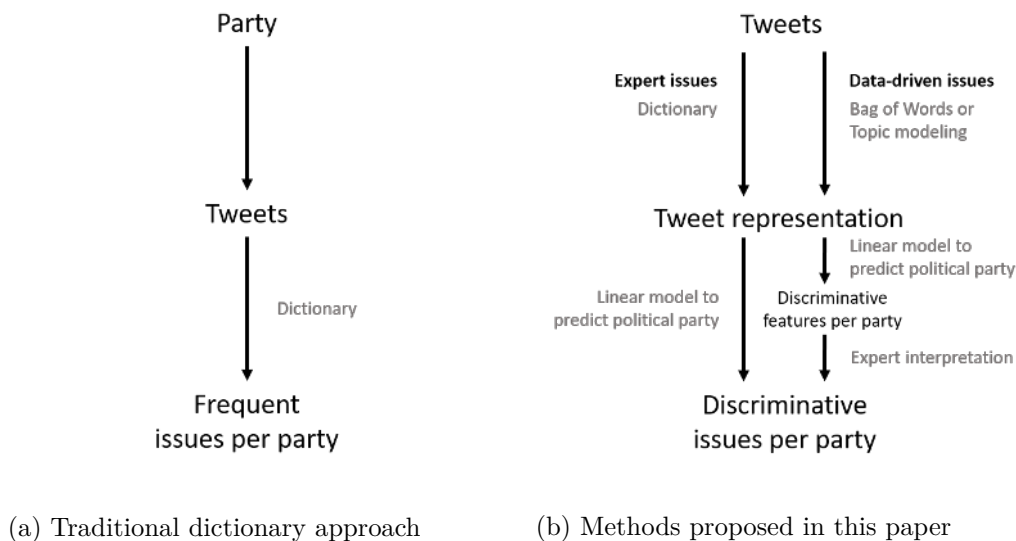 Party
Tweets
Dictionary
Frequent
issues per party
(a) Traditional dictionary approach
Tweets
Expert issues
Dictionary
Data-driven issues
Bag of Words or
Topic modeling
Tweet representation
Linear model to
predict political party
Linear model to
predict political party
Discriminative
features per party
Expert interpretation
Discriminative
issues per party
(b) Methods proposed in this paper